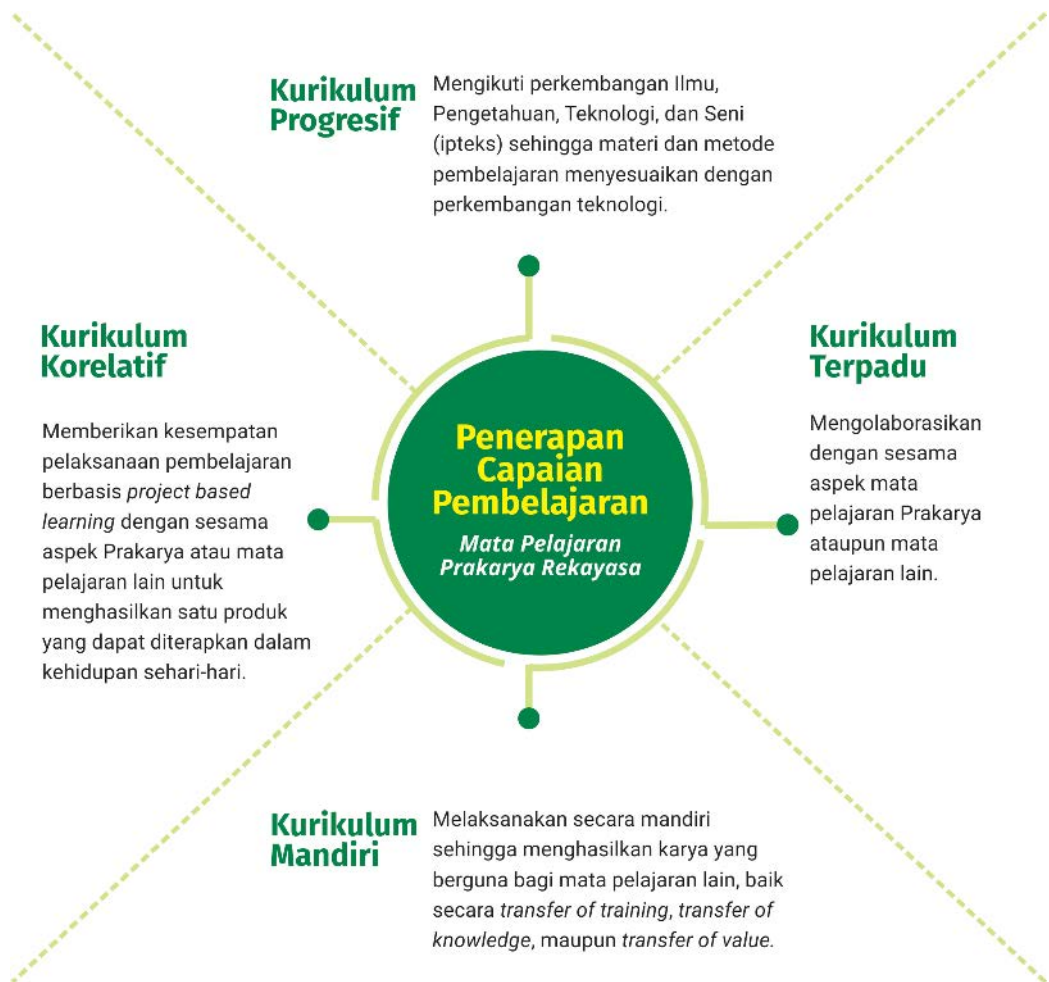 Kurikulum
Progresif
Mengikuti perkembangan Ilmu,
Pengetahuan, Teknologi, dan Seni
(ipteks) sehingga materi dan metode
pembelajaran menyesuaikan dengan
perkembangan teknologi.
Kurikulum
Korelatif
Memberikan kesempatan
pelaksanaan pembelajaran
berbasis project based
learning dengan sesama
aspek Prakarya atau mata
pelajaran lain untuk
menghasilkan satu produk
yang dapat diterapkan dalam
kehidupan sehari-hari.
Penerapan
Capaian
Pembelajaran
Mata Pelajaran
Prakarya Rekayasa
Kurikulum
Terpadu
Mengolaborasikan
dengan sesama
aspek mata
pelajaran Prakarya
ataupun mata
pelajaran lain.
Kurikulum
Mandiri
Melaksanakan secara mandiri
sehingga menghasilkan karya yang
berguna bagi mata pelajaran lain, baik
secara transfer of training, transfer of
knowledge, maupun transfer of value.